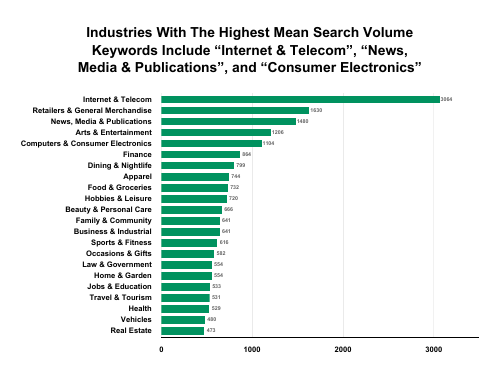 Industries With The Highest Mean Search Volume
Keywords Include “Internet & Telecom”, “News,
Media & Publications”, and “Consumer Electronics”
Internet & Telecom 3084
Retailers & General Merchandise 1630
News, Media & Publications 1480
Arts & Entertainment 1206
Computers & Consumer Electronics 1104
Finance 864
Dining & Nightlife 799
Apparel 744
Food & Groceries 732
Hobbies & Leisure 720
Beauty & Personal Care 666
Family & Community 641
Business & Industrial 641
Sports & Fitness 616
Occasions & Gifts 582
Law & Government 554
Home & Garden 554
Jobs & Education 533
Travel & Tourism 531
Health 529
Vehicles 480
Real Estate 473
0 1000 2000 3000